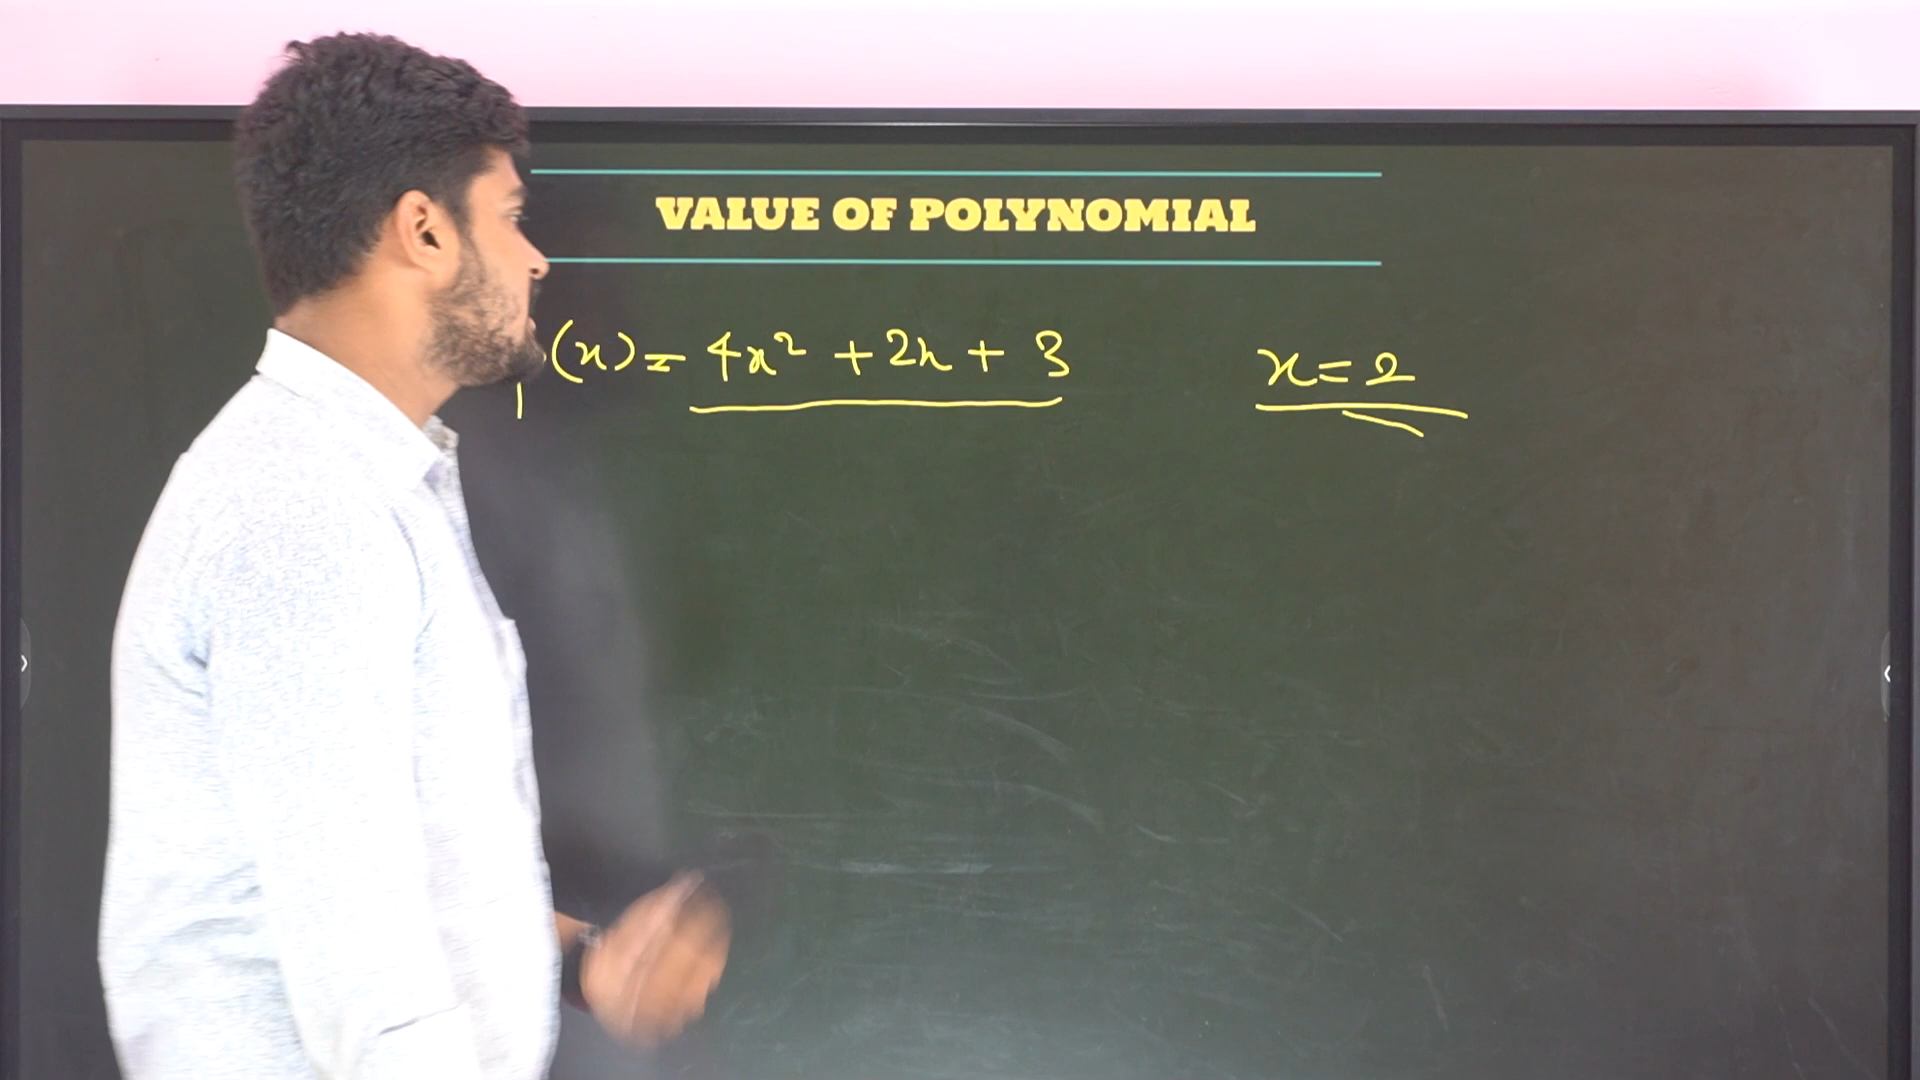 VALUE OF POLYNOMIAL
p(x) = 4x² + 2x + 3
x = 2